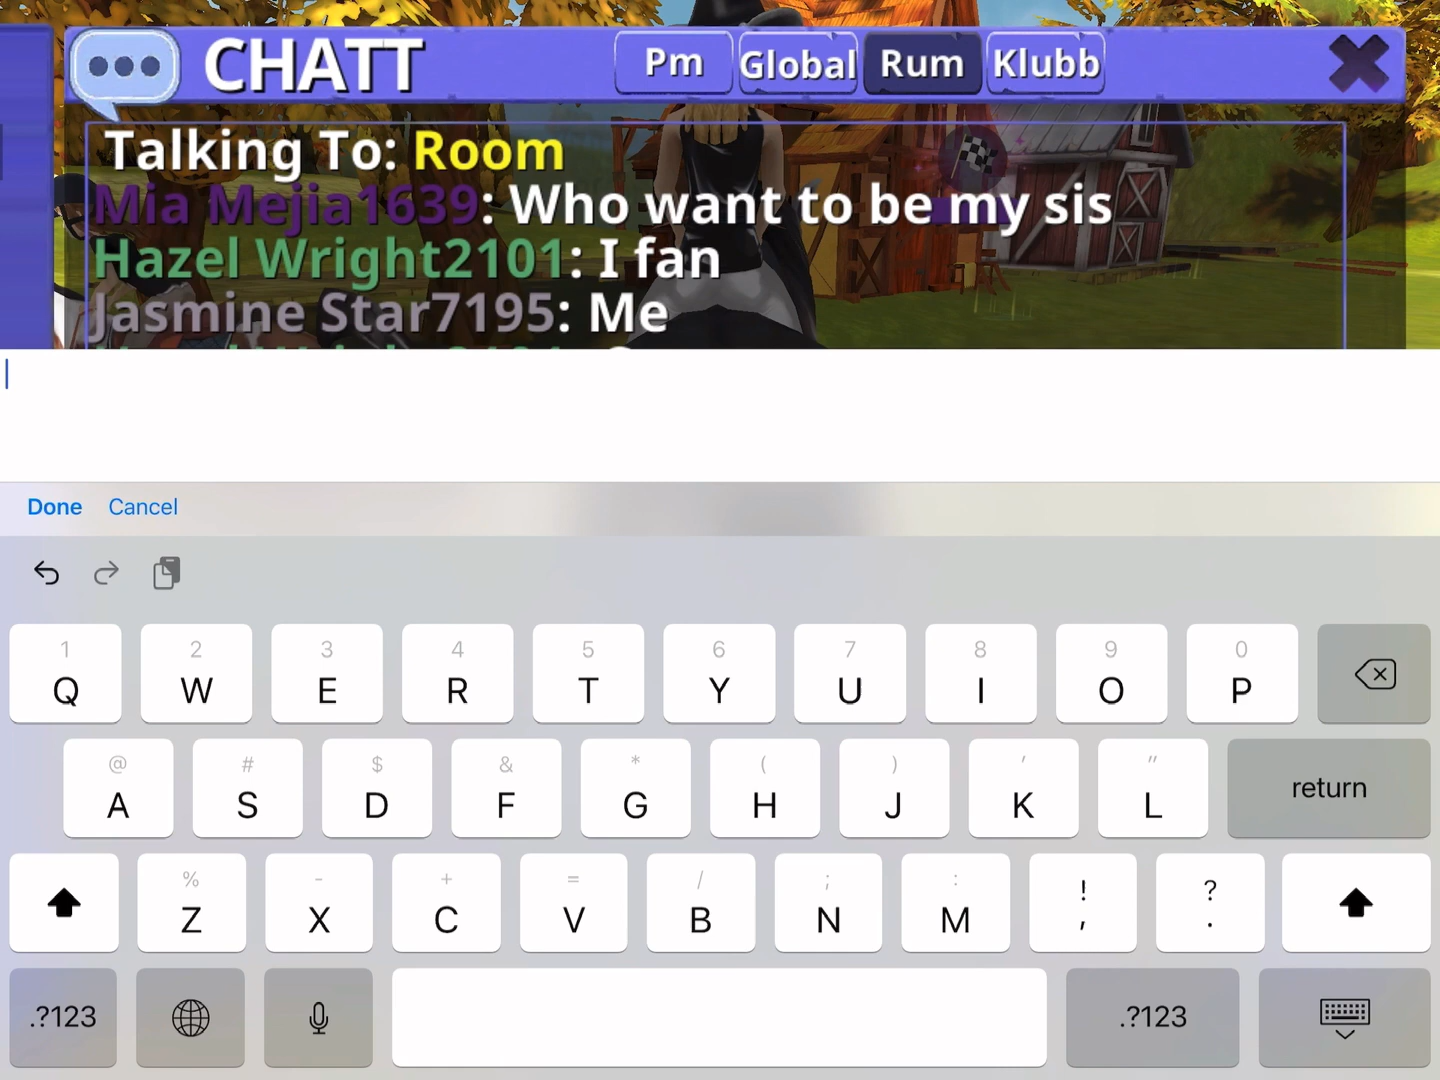 CHATT
Pm Global Rum Klubb
Talking To: Room
Mia Mejia1639: Who want to be my sis
Hazel Wright2101: I fan
Jasmine Star7195: Me
Done Cancel
1 2 3 4 5 6 7 8 9 0
Q W E R T Y U I O P
@ # $ & * ( ) ' "
A S D F G H J K L return
% - + = / ; : ! ?
Z X C V B N M , .
.?123 .?123